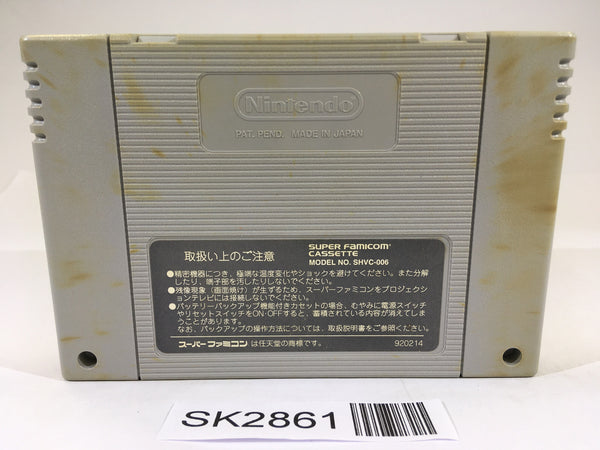 Nintendo
PAT. PEND. MADE IN JAPAN
取扱い上のご注意
SUPER FAMICOM
CASSETTE
MODEL NO. SHVC-006
●精密機器につき、極端な温度変化やショックを避けてください。また分解
したり、端子部を汚したりしないでください。
●残像現象（画面焼け）が生ずるため、スーパーファミコンをプロジェクショ
ンテレビには接続しないでください。
●バッテリーバックアップ機能付きカセットの場合、むやみに電源スイッチ
やリセットスイッチをON・OFFすると、蓄積されている内容が消えてしま
うことがあります。
なお、バックアップの操作方法については、取扱説明書をご参照ください。
スーパーファミコン は任天堂の商標です。
920214
SK2861